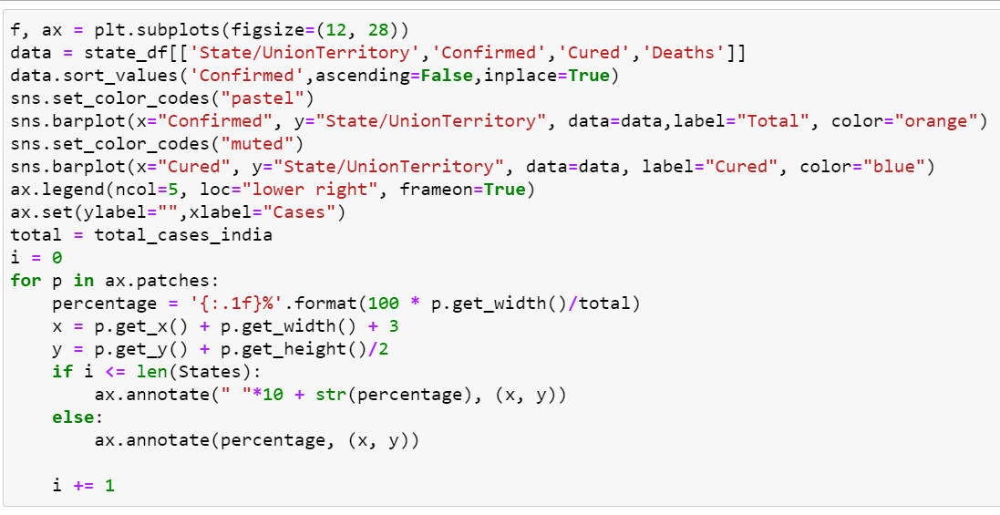 f, ax = plt.subplots(figsize=(12, 28))
data = state_df[['State/UnionTerritory','Confirmed','Cured','Deaths']]
data.sort_values('Confirmed',ascending=False,inplace=True)
sns.set_color_codes("pastel")
sns.barplot(x="Confirmed", y="State/UnionTerritory", data=data,label="Total", color="orange")
sns.set_color_codes("muted")
sns.barplot(x="Cured", y="State/UnionTerritory", data=data, label="Cured", color="blue")
ax.legend(ncol=5, loc="lower right", frameon=True)
ax.set(ylabel="",xlabel="Cases")
total = total_cases_india
i = 0
for p in ax.patches:
    percentage = '{:.1f}%'.format(100 * p.get_width()/total)
    x = p.get_x() + p.get_width() + 3
    y = p.get_y() + p.get_height()/2
    if i <= len(States):
        ax.annotate(" "*10 + str(percentage), (x, y))
    else:
        ax.annotate(percentage, (x, y))
    i += 1